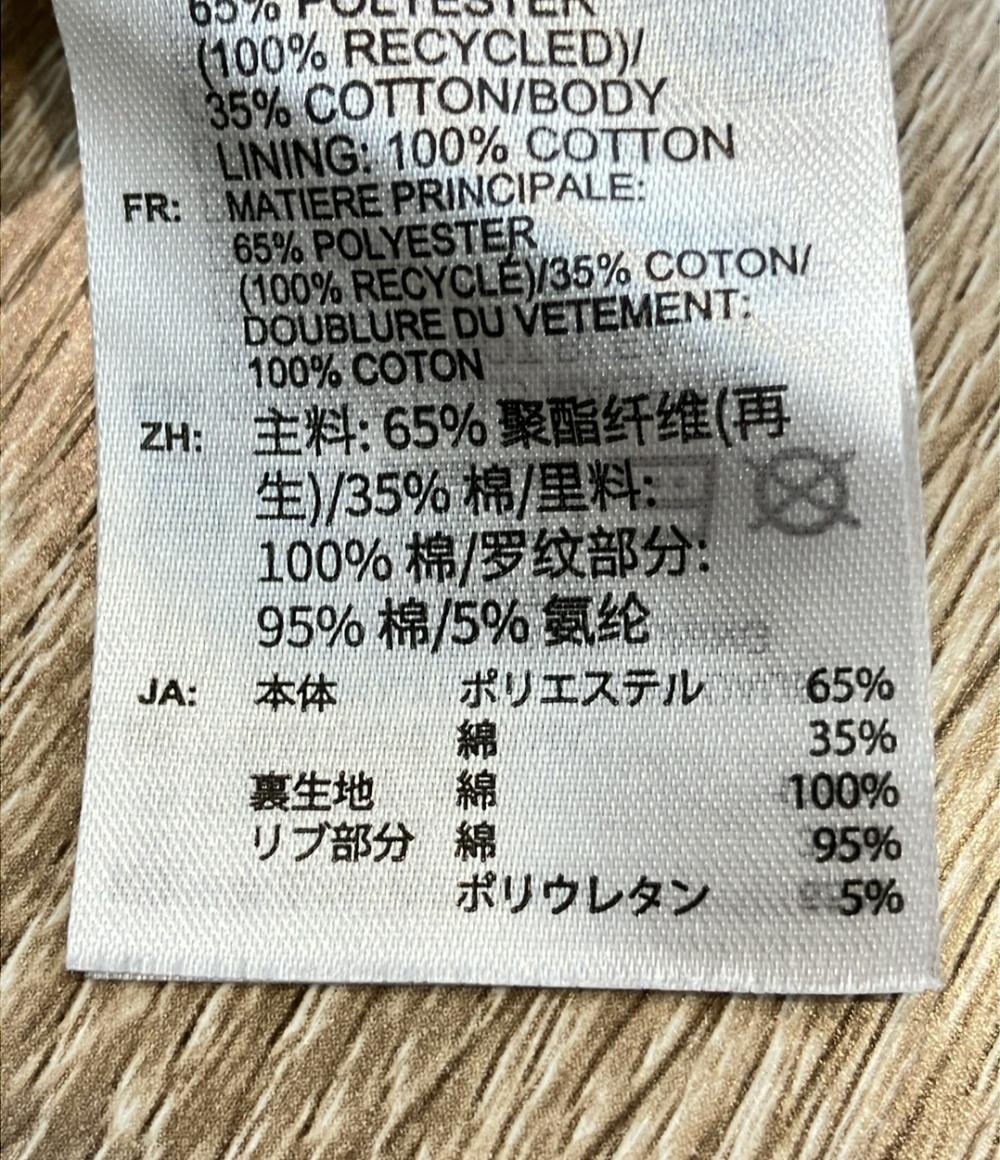 65% POLYESTER
(100% RECYCLED)/
35% COTTON/BODY
LINING: 100% COTTON
FR: MATIERE PRINCIPALE:
65% POLYESTER
(100% RECYCLÉ)/35% COTON/
DOUBLURE DU VETEMENT:
100% COTON
ZH: 主料: 65% 聚酯纤维(再
生)/35% 棉/里料:
100% 棉/罗纹部分:
95% 棉/5% 氨纶
JA: 本体 ポリエステル 65%
綿 35%
裏生地 綿 100%
リブ部分 綿 95%
ポリウレタン 5%